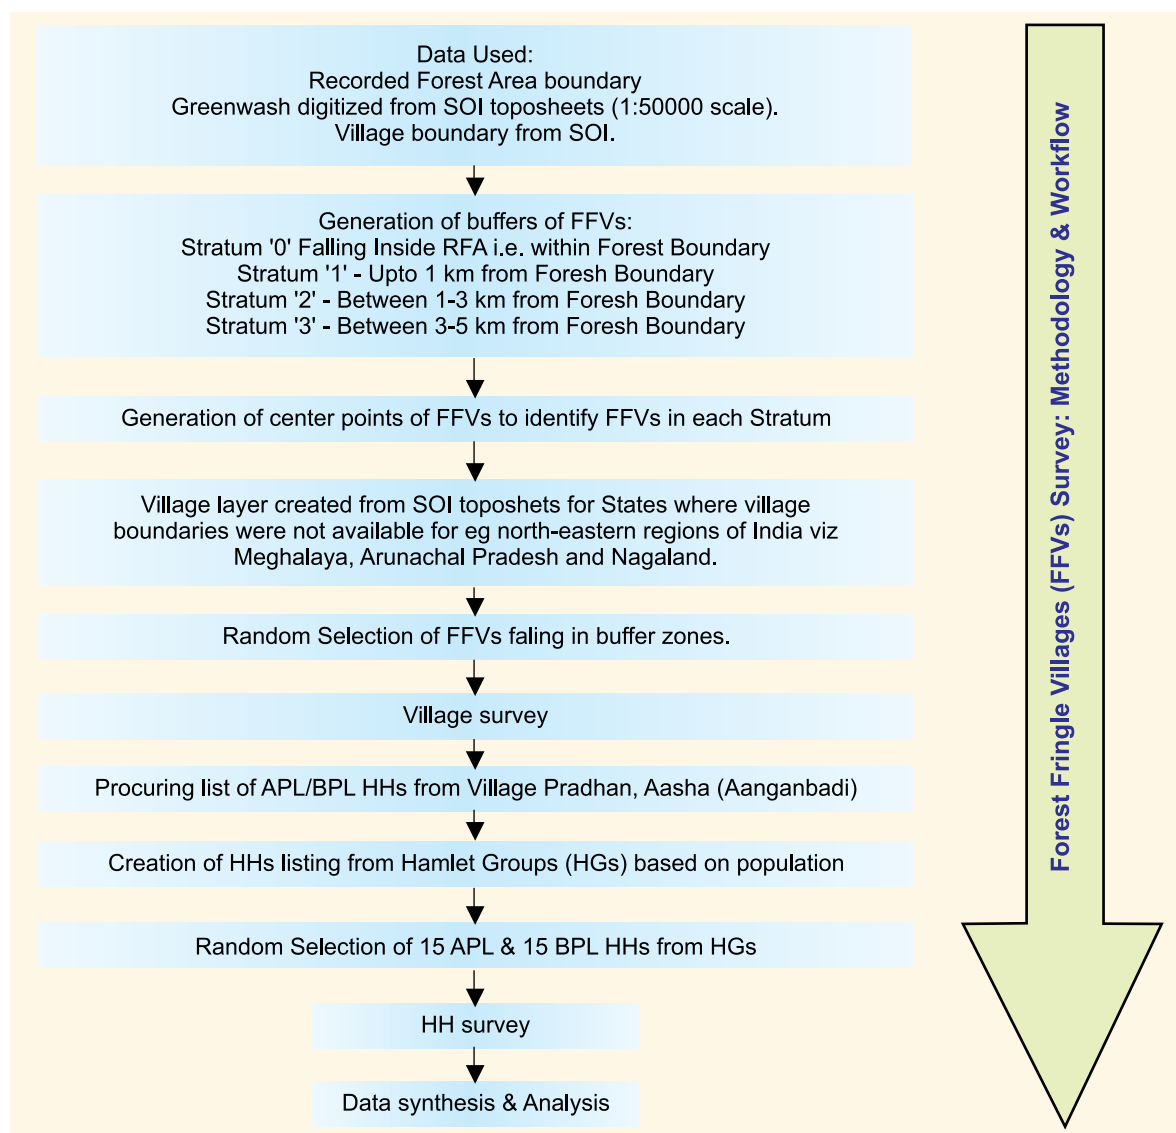 Data Used:
Recorded Forest Area boundary
Greenwash digitized from SOI toposheets (1:50000 scale).
Village boundary from SOI.
Generation of buffers of FFVs:
Stratum '0' Falling Inside RFA i.e. within Forest Boundary
Stratum '1' - Upto 1 km from Foresh Boundary
Stratum '2' - Between 1-3 km from Foresh Boundary
Stratum '3' - Between 3-5 km from Foresh Boundary
Generation of center points of FFVs to identify FFVs in each Stratum
Village layer created from SOI toposhets for States where village
boundaries were not available for eg north-eastern regions of India viz
Meghalaya, Arunachal Pradesh and Nagaland.
Random Selection of FFVs faling in buffer zones.
Village survey
Procuring list of APL/BPL HHs from Village Pradhan, Aasha (Aanganbadi)
Creation of HHs listing from Hamlet Groups (HGs) based on population
Random Selection of 15 APL & 15 BPL HHs from HGs
HH survey
Data synthesis & Analysis
Forest Fringle Villages (FFVs) Survey: Methodology & Workflow